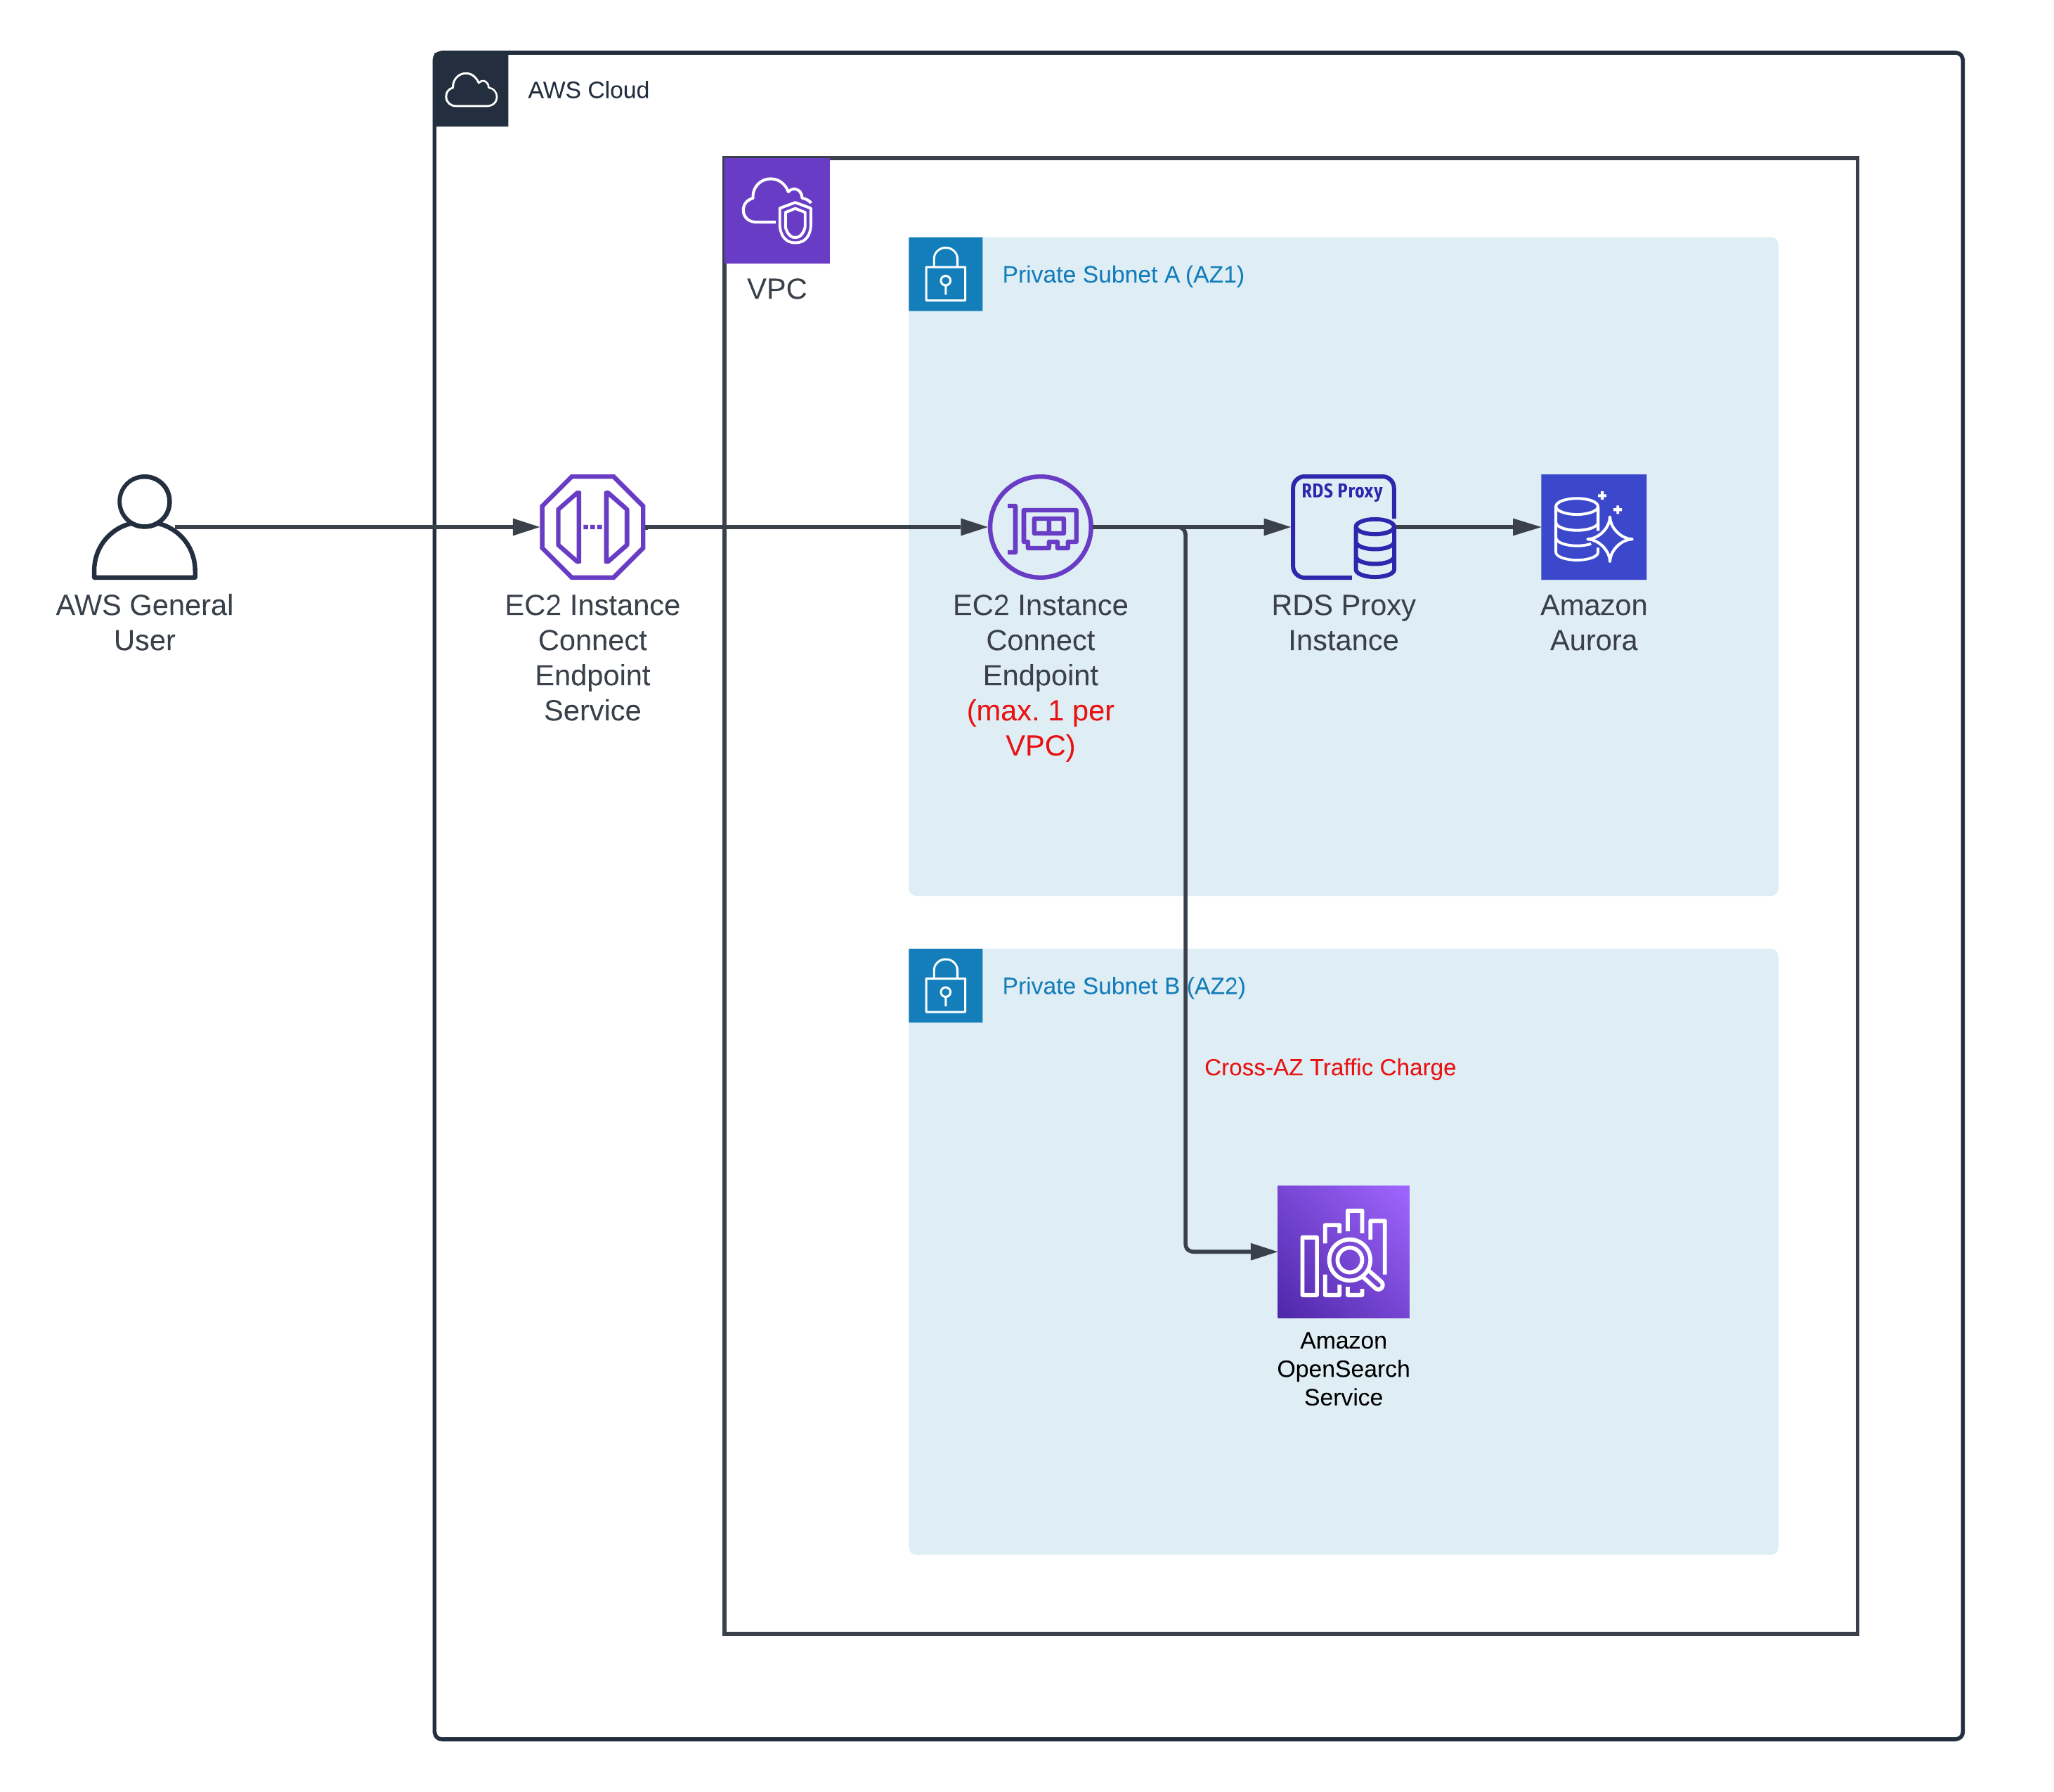 AWS Cloud
VPC
Private Subnet A (AZ1)
AWS General
User
EC2 Instance
Connect
Endpoint
Service
EC2 Instance
Connect
Endpoint
(max. 1 per
VPC)
RDS Proxy
RDS Proxy
Instance
Amazon
Aurora
Private Subnet B (AZ2)
Cross-AZ Traffic Charge
Amazon
OpenSearch
Service